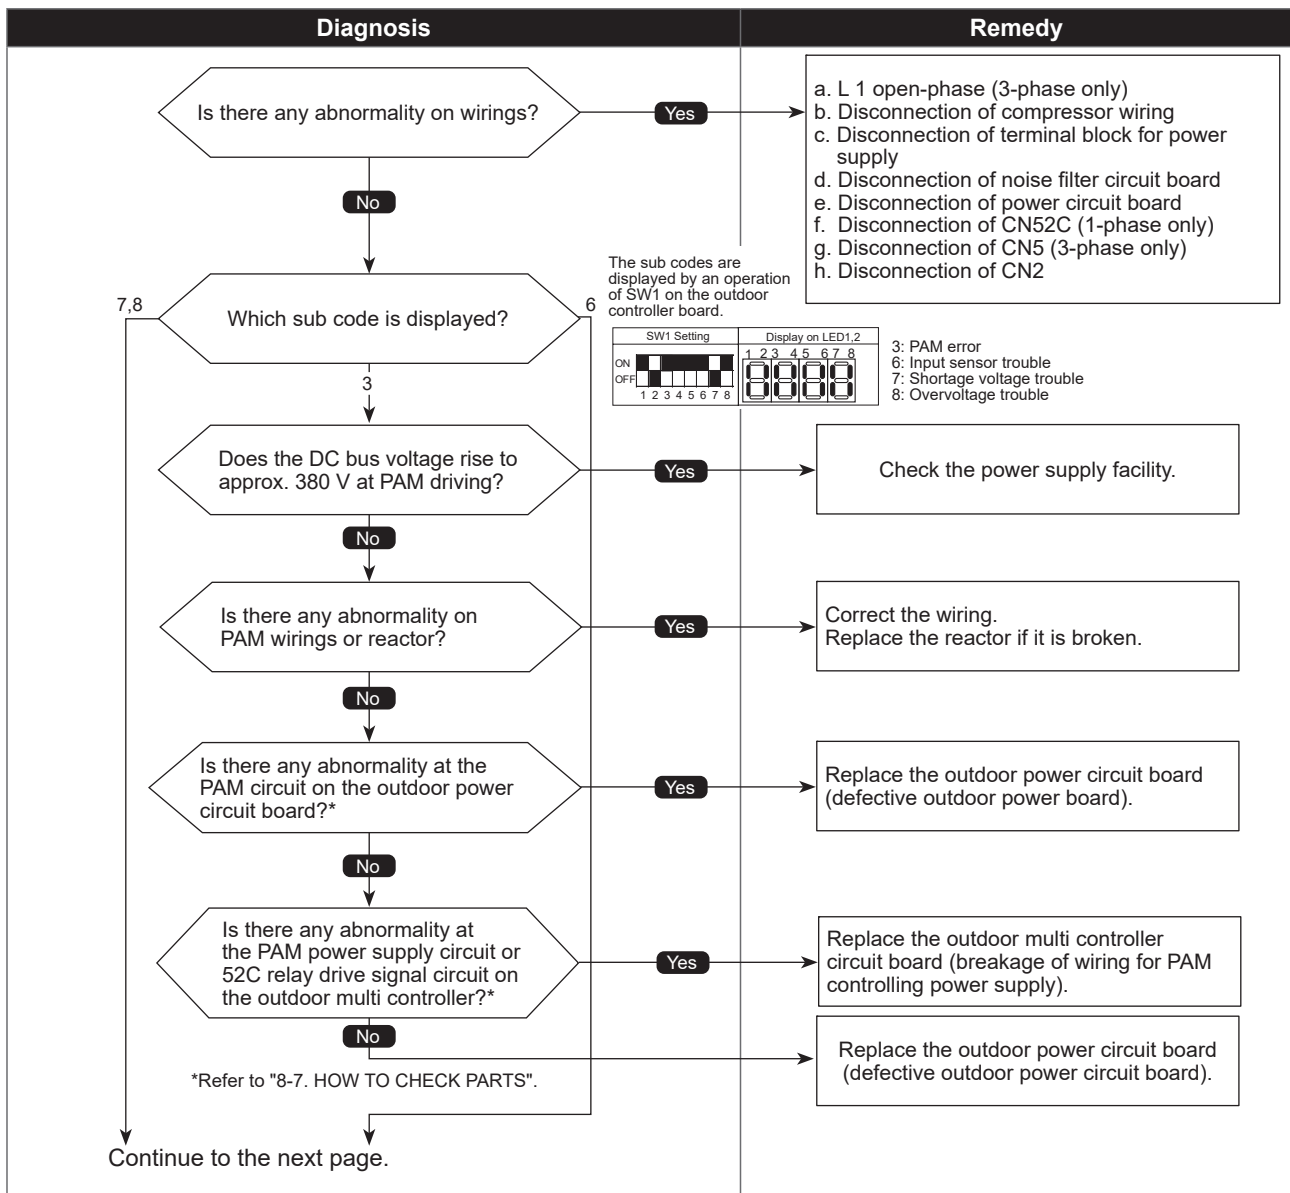 Diagnosis
Remedy
Is there any abnormality on wirings?
Yes
a. L 1 open-phase (3-phase only)
b. Disconnection of compressor wiring
c. Disconnection of terminal block for power
supply
d. Disconnection of noise filter circuit board
e. Disconnection of power circuit board
f. Disconnection of CN52C (1-phase only)
g. Disconnection of CN5 (3-phase only)
h. Disconnection of CN2
No
The sub codes are
displayed by an operation
of SW1 on the outdoor
controller board.
7,8
Which sub code is displayed?
6
SW1 Setting
Display on LED1,2
ON
OFF
1 2 3 4 5 6 7 8
1 2 3 4 5 6 7 8
3: PAM error
6: Input sensor trouble
7: Shortage voltage trouble
8: Overvoltage trouble
3
Does the DC bus voltage rise to
approx. 380 V at PAM driving?
Yes
Check the power supply facility.
No
Is there any abnormality on
PAM wirings or reactor?
Yes
Correct the wiring.
Replace the reactor if it is broken.
No
Is there any abnormality at the
PAM circuit on the outdoor power
circuit board?*
Yes
Replace the outdoor power circuit board
(defective outdoor power board).
No
Is there any abnormality at
the PAM power supply circuit or
52C relay drive signal circuit on
the outdoor multi controller?*
Yes
Replace the outdoor multi controller
circuit board (breakage of wiring for PAM
controlling power supply).
No
Replace the outdoor power circuit board
(defective outdoor power circuit board).
*Refer to "8-7. HOW TO CHECK PARTS".
Continue to the next page.